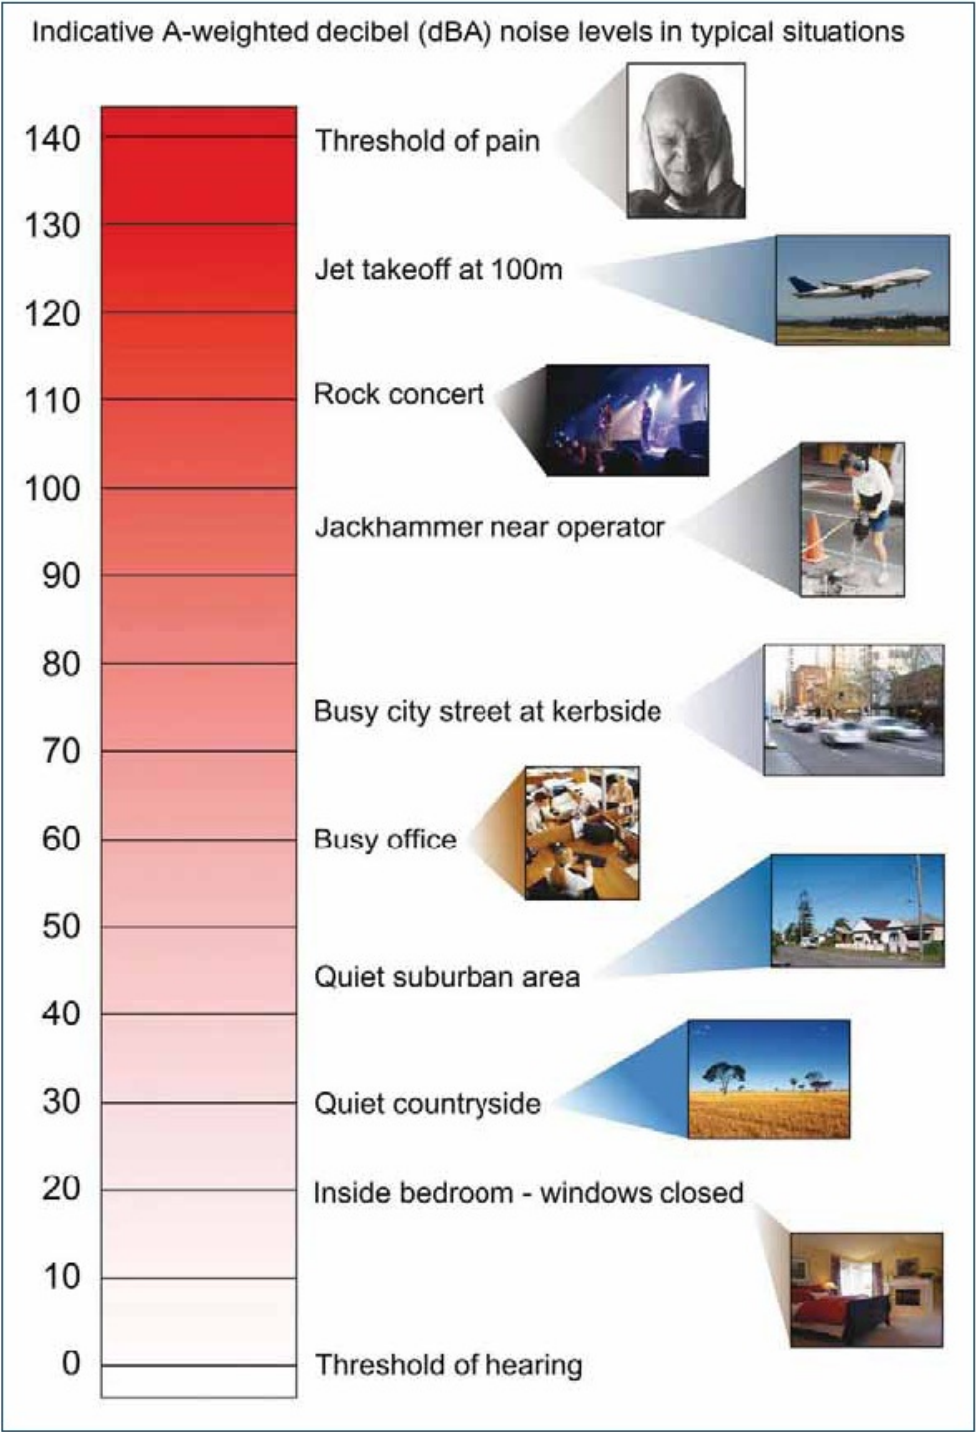 Indicative A-weighted decibel (dBA) noise levels in typical situations
140
Threshold of pain
130
Jet takeoff at 100m
120
110
Rock concert
100
Jackhammer near operator
90
80
Busy city street at kerbside
70
60
Busy office
50
Quiet suburban area
40
30
Quiet countryside
20
Inside bedroom - windows closed
10
0
Threshold of hearing